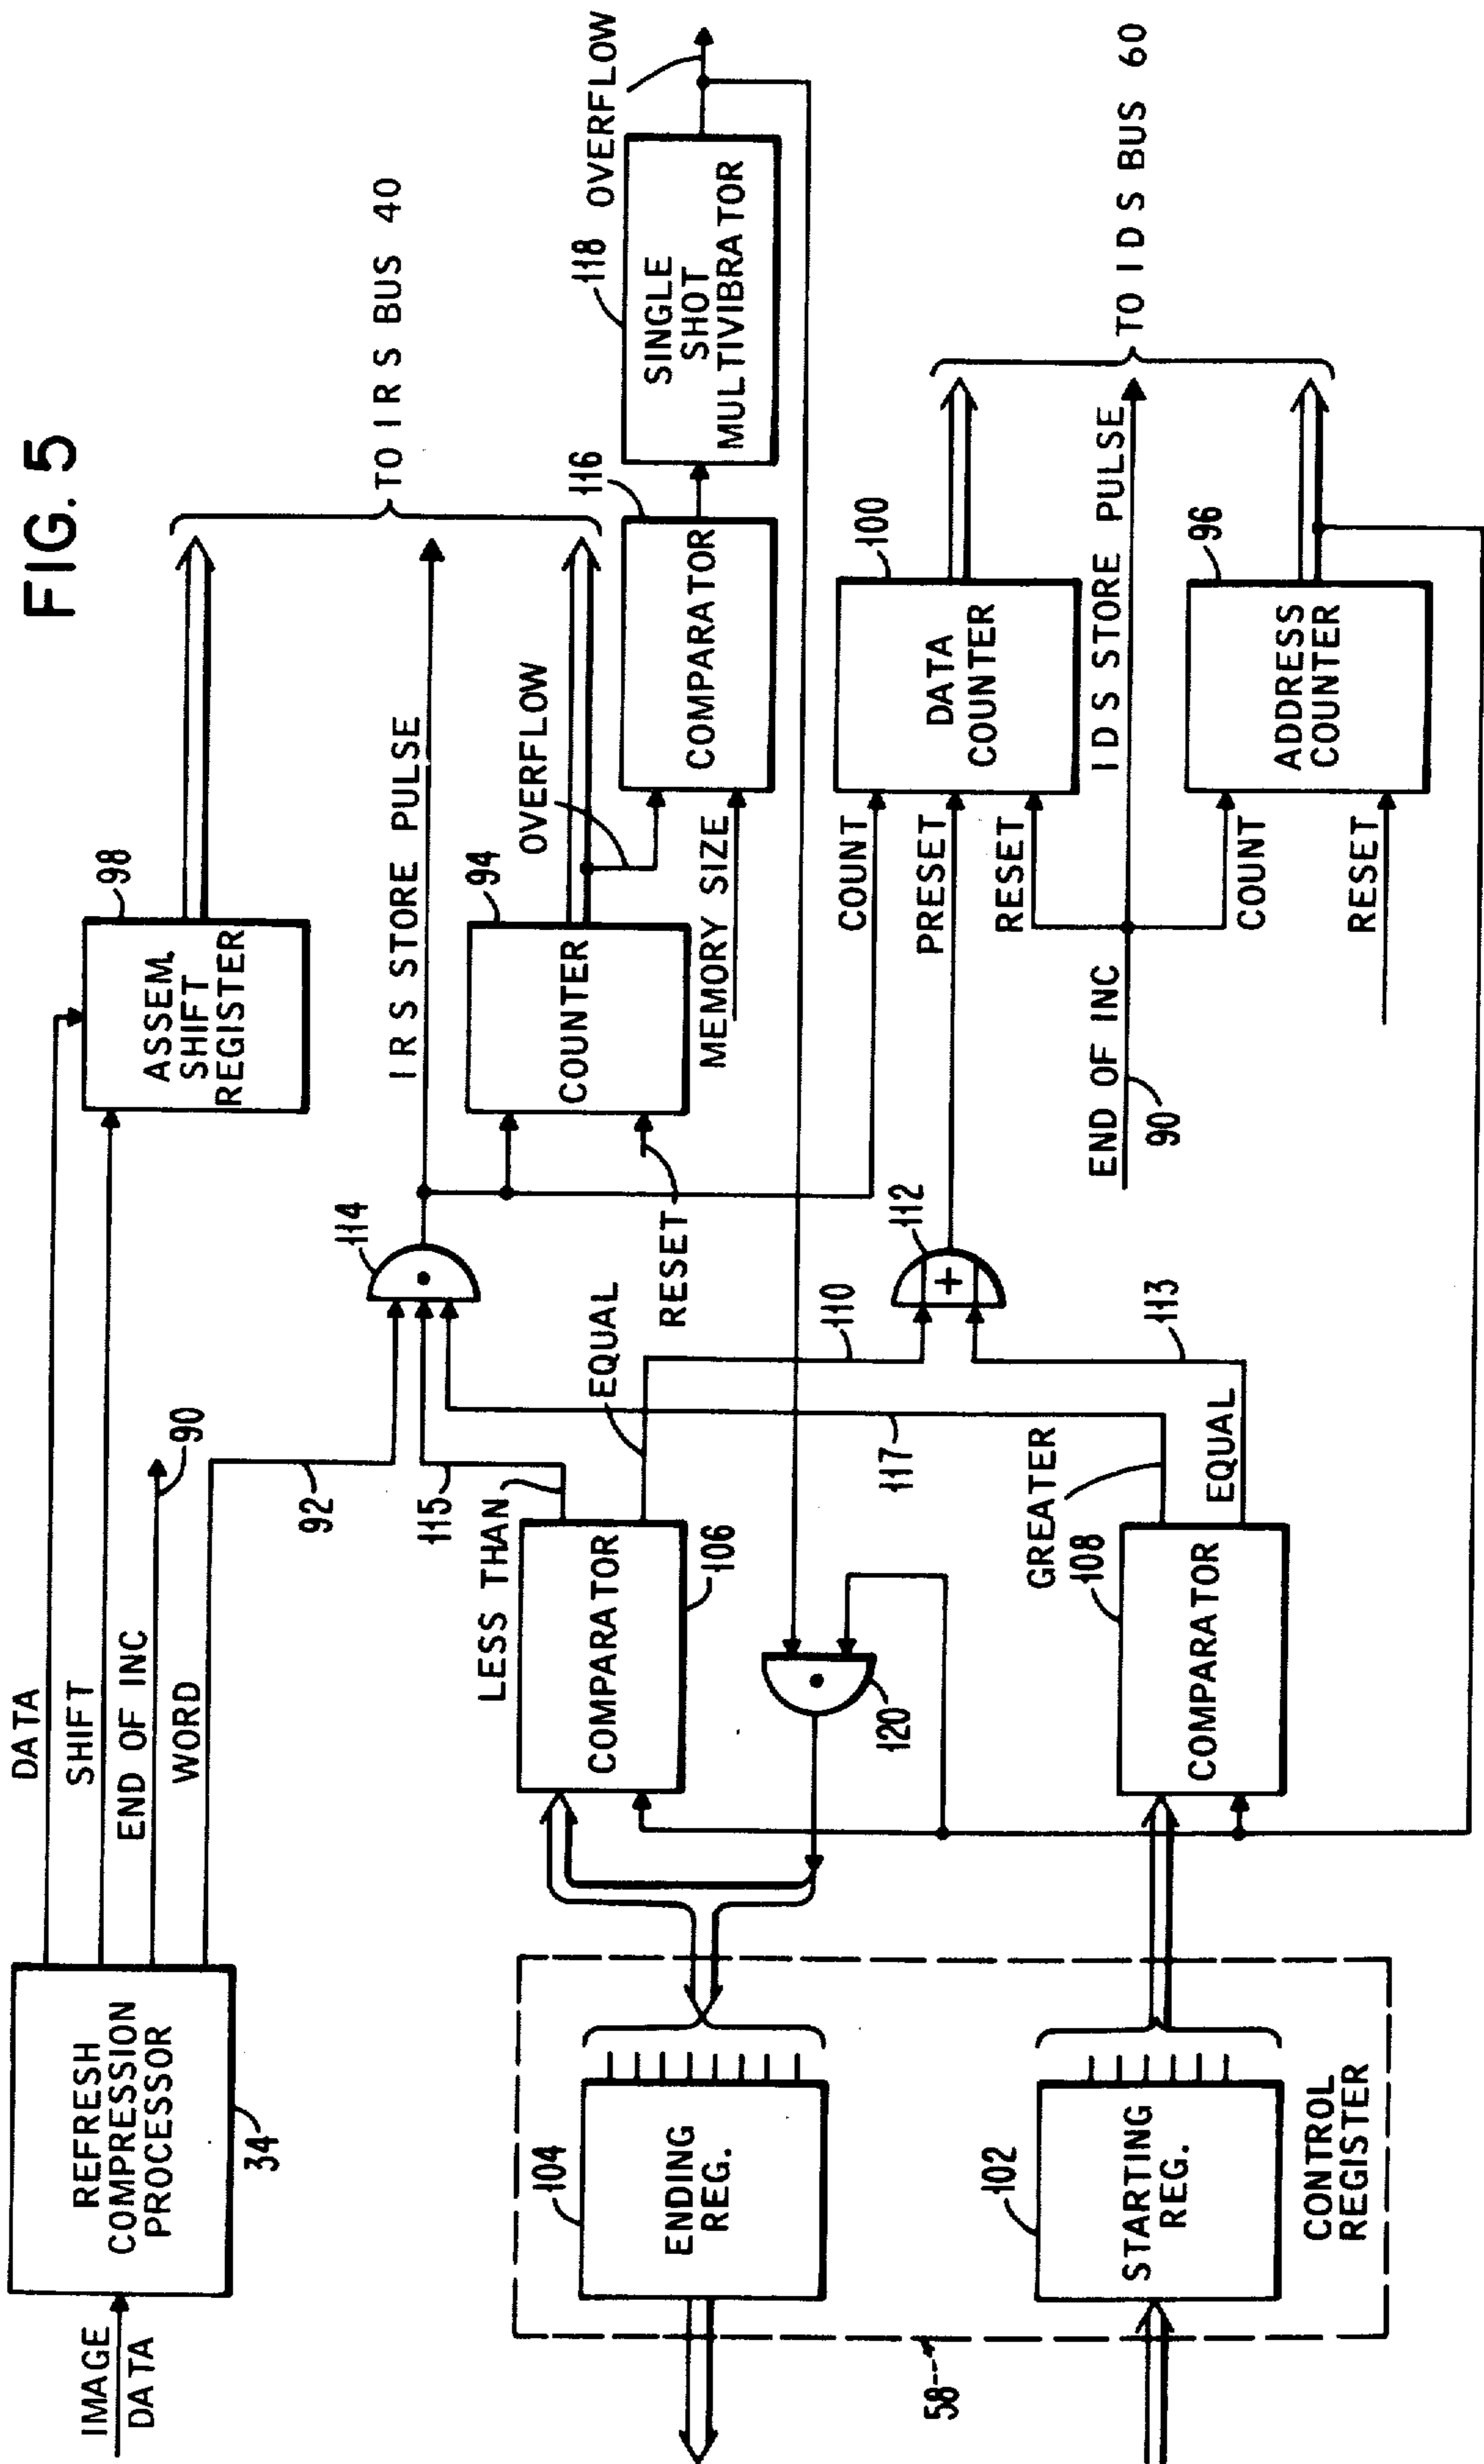 FIG. 5
IMAGE
DATA
REFRESH
COMPRESSION
PROCESSOR
34
DATA
SHIFT
END OF INC
WORD
90
92
ASSEM.
SHIFT
REGISTER
98
TO IRS BUS 40
IRS STORE PULSE
114
115
117
LESS THAN
EQUAL
COMPARATOR
106
COUNTER
94
RESET
OVERFLOW
MEMORY SIZE
COMPARATOR
116
SINGLE
SHOT
MULTIVIBRATOR
118
OVERFLOW
120
110
112
113
COUNT
PRESET
RESET
DATA
COUNTER
100
IDS STORE PULSE
TO IDS BUS 60
END OF INC
90
COUNT
RESET
ADDRESS
COUNTER
96
GREATER
EQUAL
108
COMPARATOR
104
ENDING
REG.
102
STARTING
REG.
CONTROL
REGISTER
58